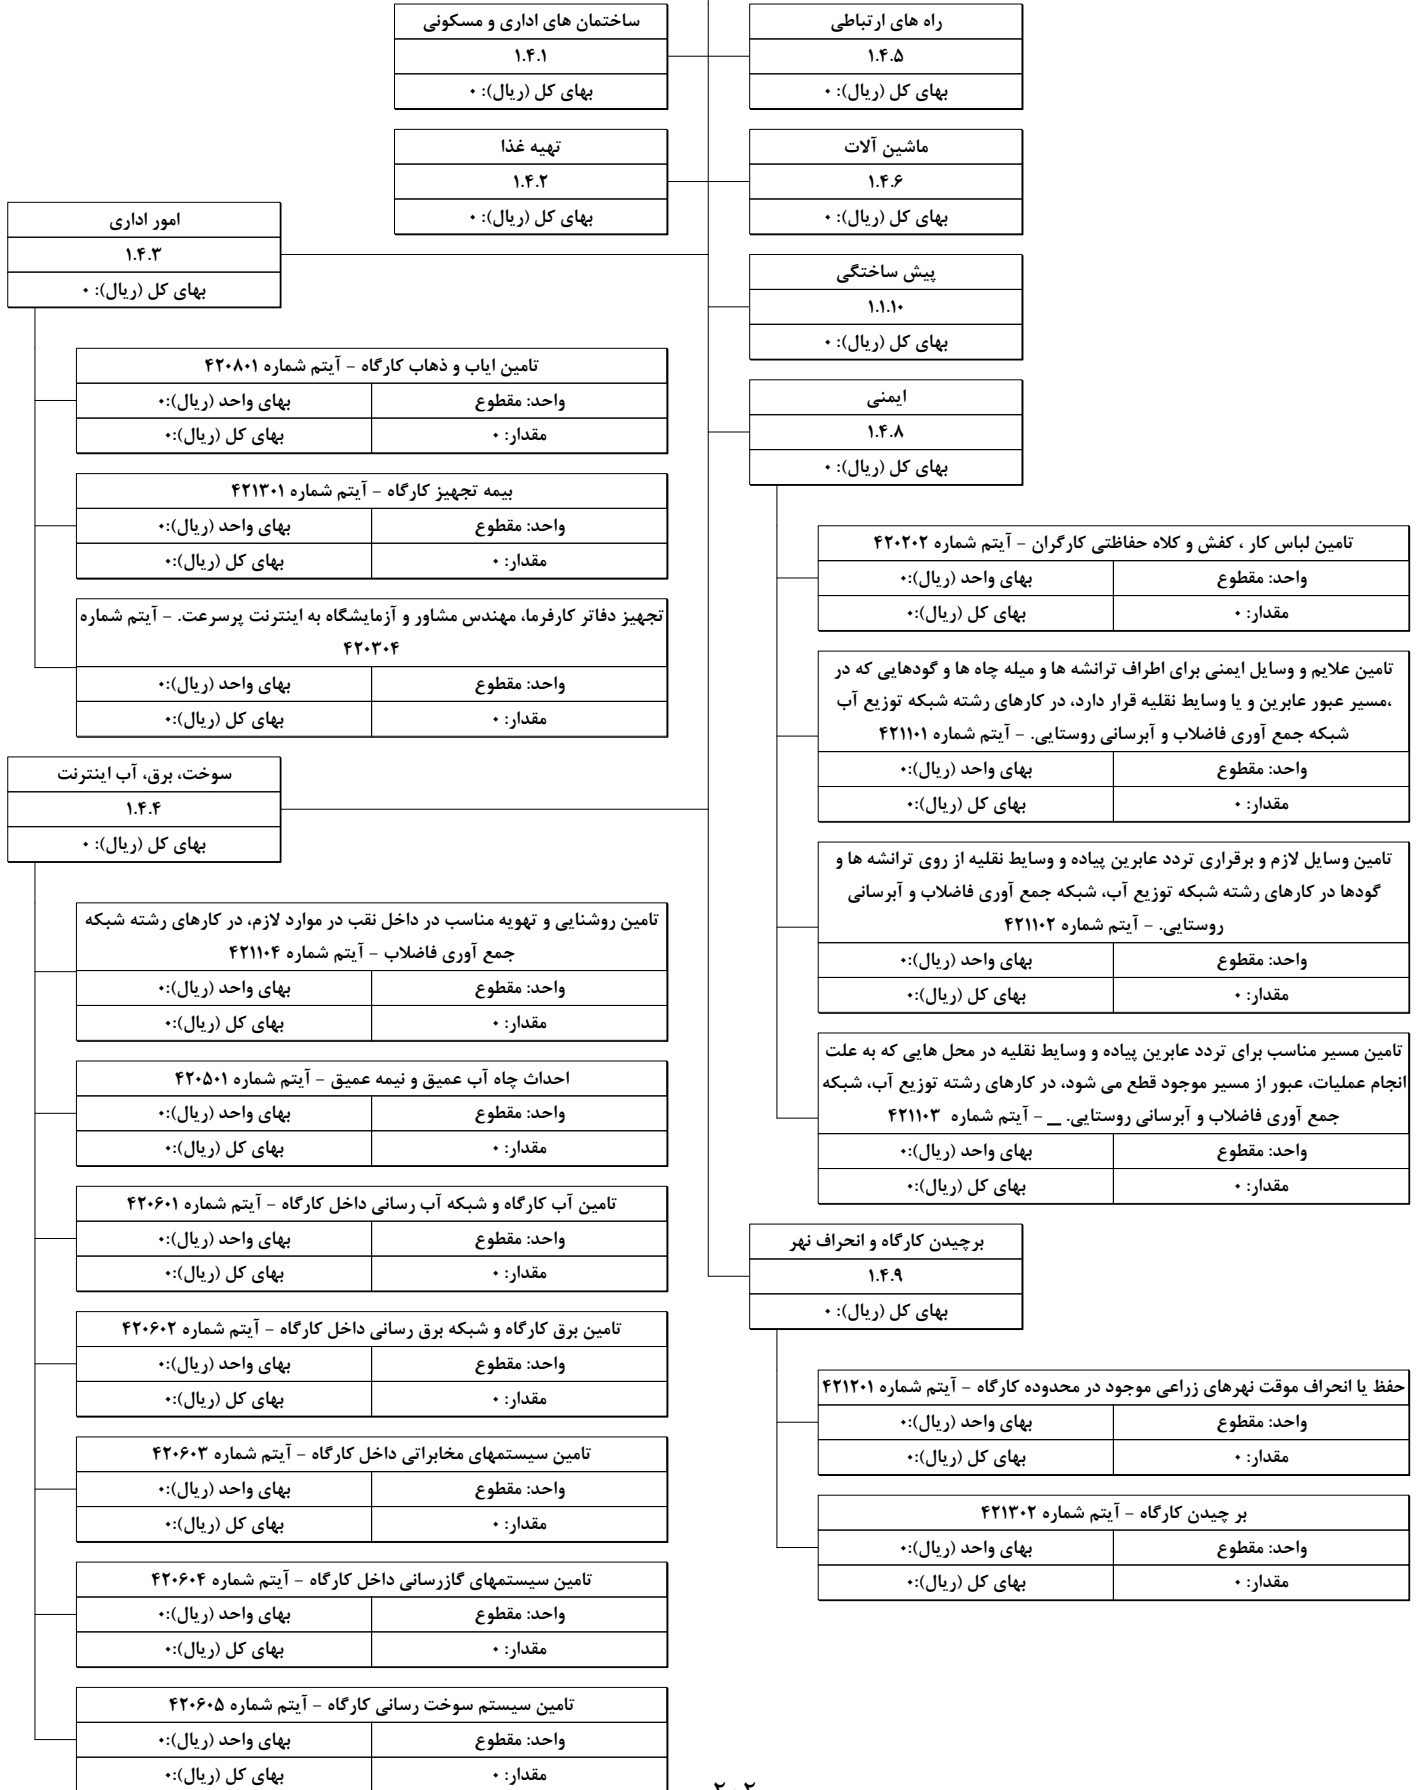 ساختمان های اداری و مسکونی
۱.۴.۱
بهای کل (ریال): ۰
راه های ارتباطی
۱.۴.۵
بهای کل (ریال): ۰
تهیه غذا
۱.۴.۲
بهای کل (ریال): ۰
ماشین آلات
۱.۴.۶
بهای کل (ریال): ۰
امور اداری
۱.۴.۳
بهای کل (ریال): ۰
تامین ایاب و ذهاب کارگاه - آیتم شماره ۴۲۰۸۰۱
واحد: مقطوع
بهای واحد (ریال):۰
مقدار: ۰
بهای کل (ریال):۰
بیمه تجهیز کارگاه - آیتم شماره ۴۲۱۳۰۱
واحد: مقطوع
بهای واحد (ریال):۰
مقدار: ۰
بهای کل (ریال):۰
تجهیز دفاتر کارفرما، مهندس مشاور و آزمایشگاه به اینترنت پرسرعت. - آیتم شماره
۴۲۰۳۰۴
واحد: مقطوع
بهای واحد (ریال):۰
مقدار: ۰
بهای کل (ریال):۰
سوخت، برق، آب اینترنت
۱.۴.۴
بهای کل (ریال): ۰
تامین روشنایی و تهویه مناسب در داخل نقب در موارد لازم، در کارهای رشته شبکه
جمع آوری فاضلاب - آیتم شماره ۴۲۱۱۰۴
واحد: مقطوع
بهای واحد (ریال):۰
مقدار: ۰
بهای کل (ریال):۰
احداث چاه آب عمیق و نیمه عمیق - آیتم شماره ۴۲۰۵۰۱
واحد: مقطوع
بهای واحد (ریال):۰
مقدار: ۰
بهای کل (ریال):۰
تامین آب کارگاه و شبکه آب رسانی داخل کارگاه - آیتم شماره ۴۲۰۶۰۱
واحد: مقطوع
بهای واحد (ریال):۰
مقدار: ۰
بهای کل (ریال):۰
تامین برق کارگاه و شبکه برق رسانی داخل کارگاه - آیتم شماره ۴۲۰۶۰۲
واحد: مقطوع
بهای واحد (ریال):۰
مقدار: ۰
بهای کل (ریال):۰
تامین سیستمهای مخابراتی داخل کارگاه - آیتم شماره ۴۲۰۶۰۳
واحد: مقطوع
بهای واحد (ریال):۰
مقدار: ۰
بهای کل (ریال):۰
تامین سیستمهای گازرسانی داخل کارگاه - آیتم شماره ۴۲۰۶۰۴
واحد: مقطوع
بهای واحد (ریال):۰
مقدار: ۰
بهای کل (ریال):۰
تامین سیستم سوخت رسانی کارگاه - آیتم شماره ۴۲۰۶۰۵
واحد: مقطوع
بهای واحد (ریال):۰
مقدار: ۰
بهای کل (ریال):۰
پیش ساختگی
۱.۱.۱۰
بهای کل (ریال): ۰
ایمنی
۱.۴.۸
بهای کل (ریال): ۰
تامین لباس کار ، کفش و کلاه حفاظتی کارگران - آیتم شماره ۴۲۰۲۰۲
واحد: مقطوع
بهای واحد (ریال):۰
مقدار: ۰
بهای کل (ریال):۰
تامین علایم و وسایل ایمنی برای اطراف ترانشه ها و میله چاه ها و گودهایی که در
،مسیر عبور عابرین و یا وسایط نقلیه قرار دارد، در کارهای رشته شبکه توزیع آب
شبکه جمع آوری فاضلاب و آبرسانی روستایی. - آیتم شماره ۴۲۱۱۰۱
واحد: مقطوع
بهای واحد (ریال):۰
مقدار: ۰
بهای کل (ریال):۰
تامین وسایل لازم و برقراری تردد عابرین پیاده و وسایط نقلیه از روی ترانشه ها و
گودها در کارهای رشته شبکه توزیع آب، شبکه جمع آوری فاضلاب و آبرسانی
روستایی. - آیتم شماره ۴۲۱۱۰۲
واحد: مقطوع
بهای واحد (ریال):۰
مقدار: ۰
بهای کل (ریال):۰
تامین مسیر مناسب برای تردد عابرین پیاده و وسایط نقلیه در محل هایی که به علت
انجام عملیات، عبور از مسیر موجود قطع می شود، در کارهای رشته توزیع آب، شبکه
جمع آوری فاضلاب و آبرسانی روستایی. _ - آیتم شماره ۴۲۱۱۰۳
واحد: مقطوع
بهای واحد (ریال):۰
مقدار: ۰
بهای کل (ریال):۰
برچیدن کارگاه و انحراف نهر
۱.۴.۹
بهای کل (ریال): ۰
حفظ یا انحراف موقت نهرهای زراعی موجود در محدوده کارگاه - آیتم شماره ۴۲۱۲۰۱
واحد: مقطوع
بهای واحد (ریال):۰
مقدار: ۰
بهای کل (ریال):۰
بر چیدن کارگاه - آیتم شماره ۴۲۱۳۰۲
واحد: مقطوع
بهای واحد (ریال):۰
مقدار: ۰
بهای کل (ریال):۰